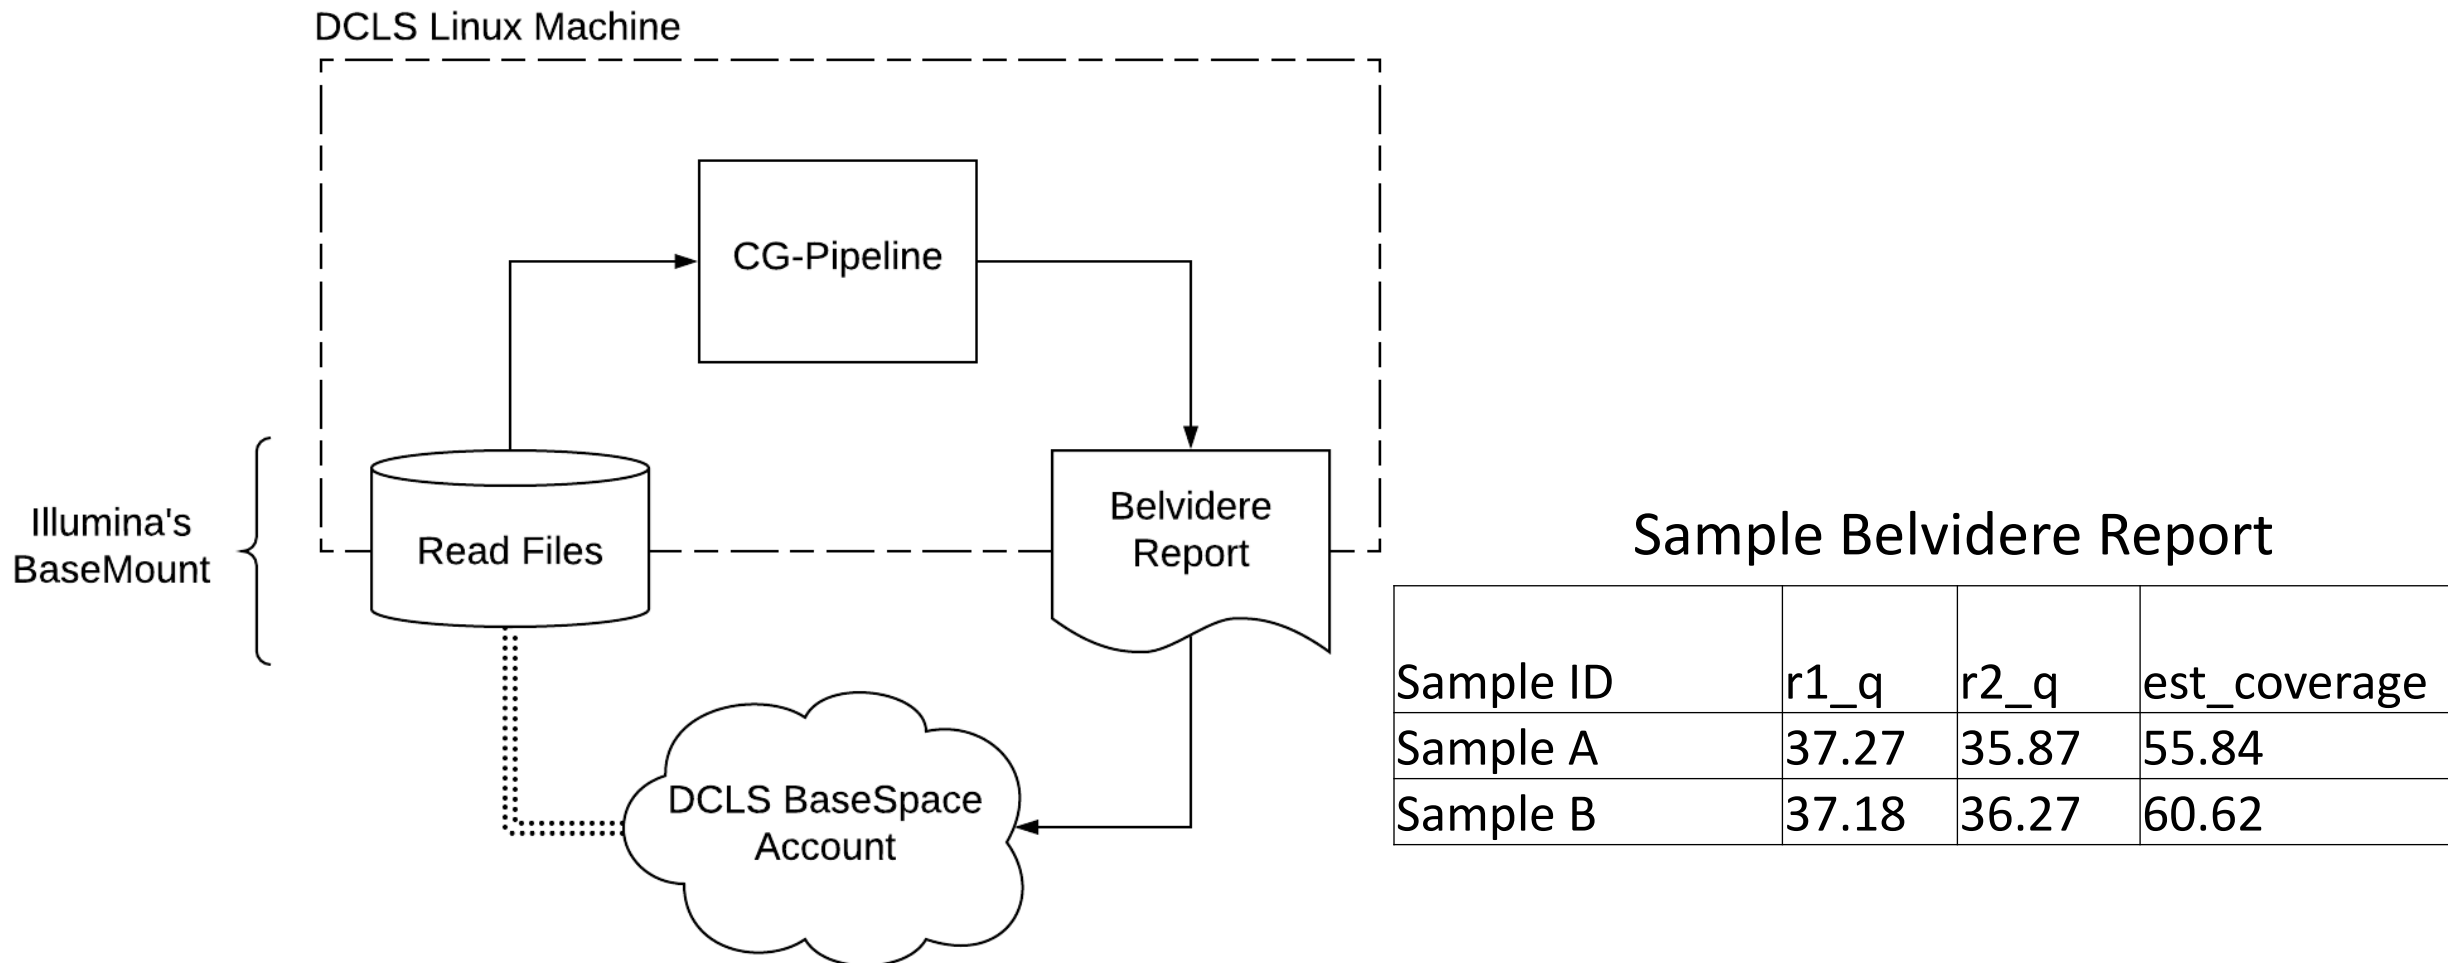 DCLS Linux Machine
CG-Pipeline
Illumina's
BaseMount
Read Files
Belvidere
Report
DCLS BaseSpace
Account
Sample Belvidere Report
Sample ID r1_q r2_q est_coverage
Sample A 37.27 35.87 55.84
Sample B 37.18 36.27 60.62